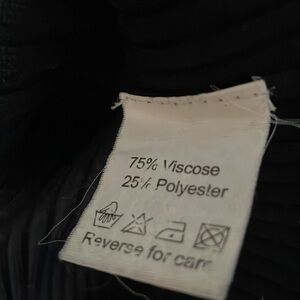 75% Viscose
25% Polyester
Reverse for care